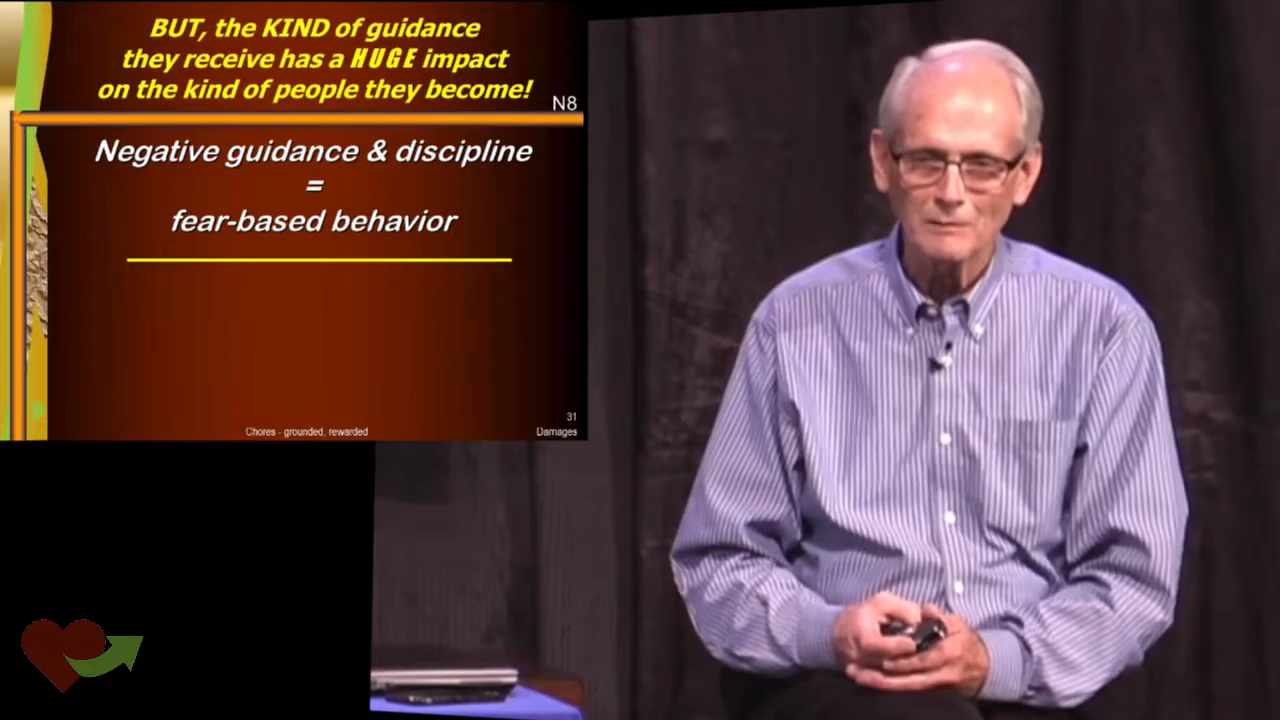 BUT, the KIND of guidance
they receive has a HUGE impact
on the kind of people they become!
N8
Negative guidance & discipline
=
fear-based behavior
31
Chores - grounded, rewarded
Damages